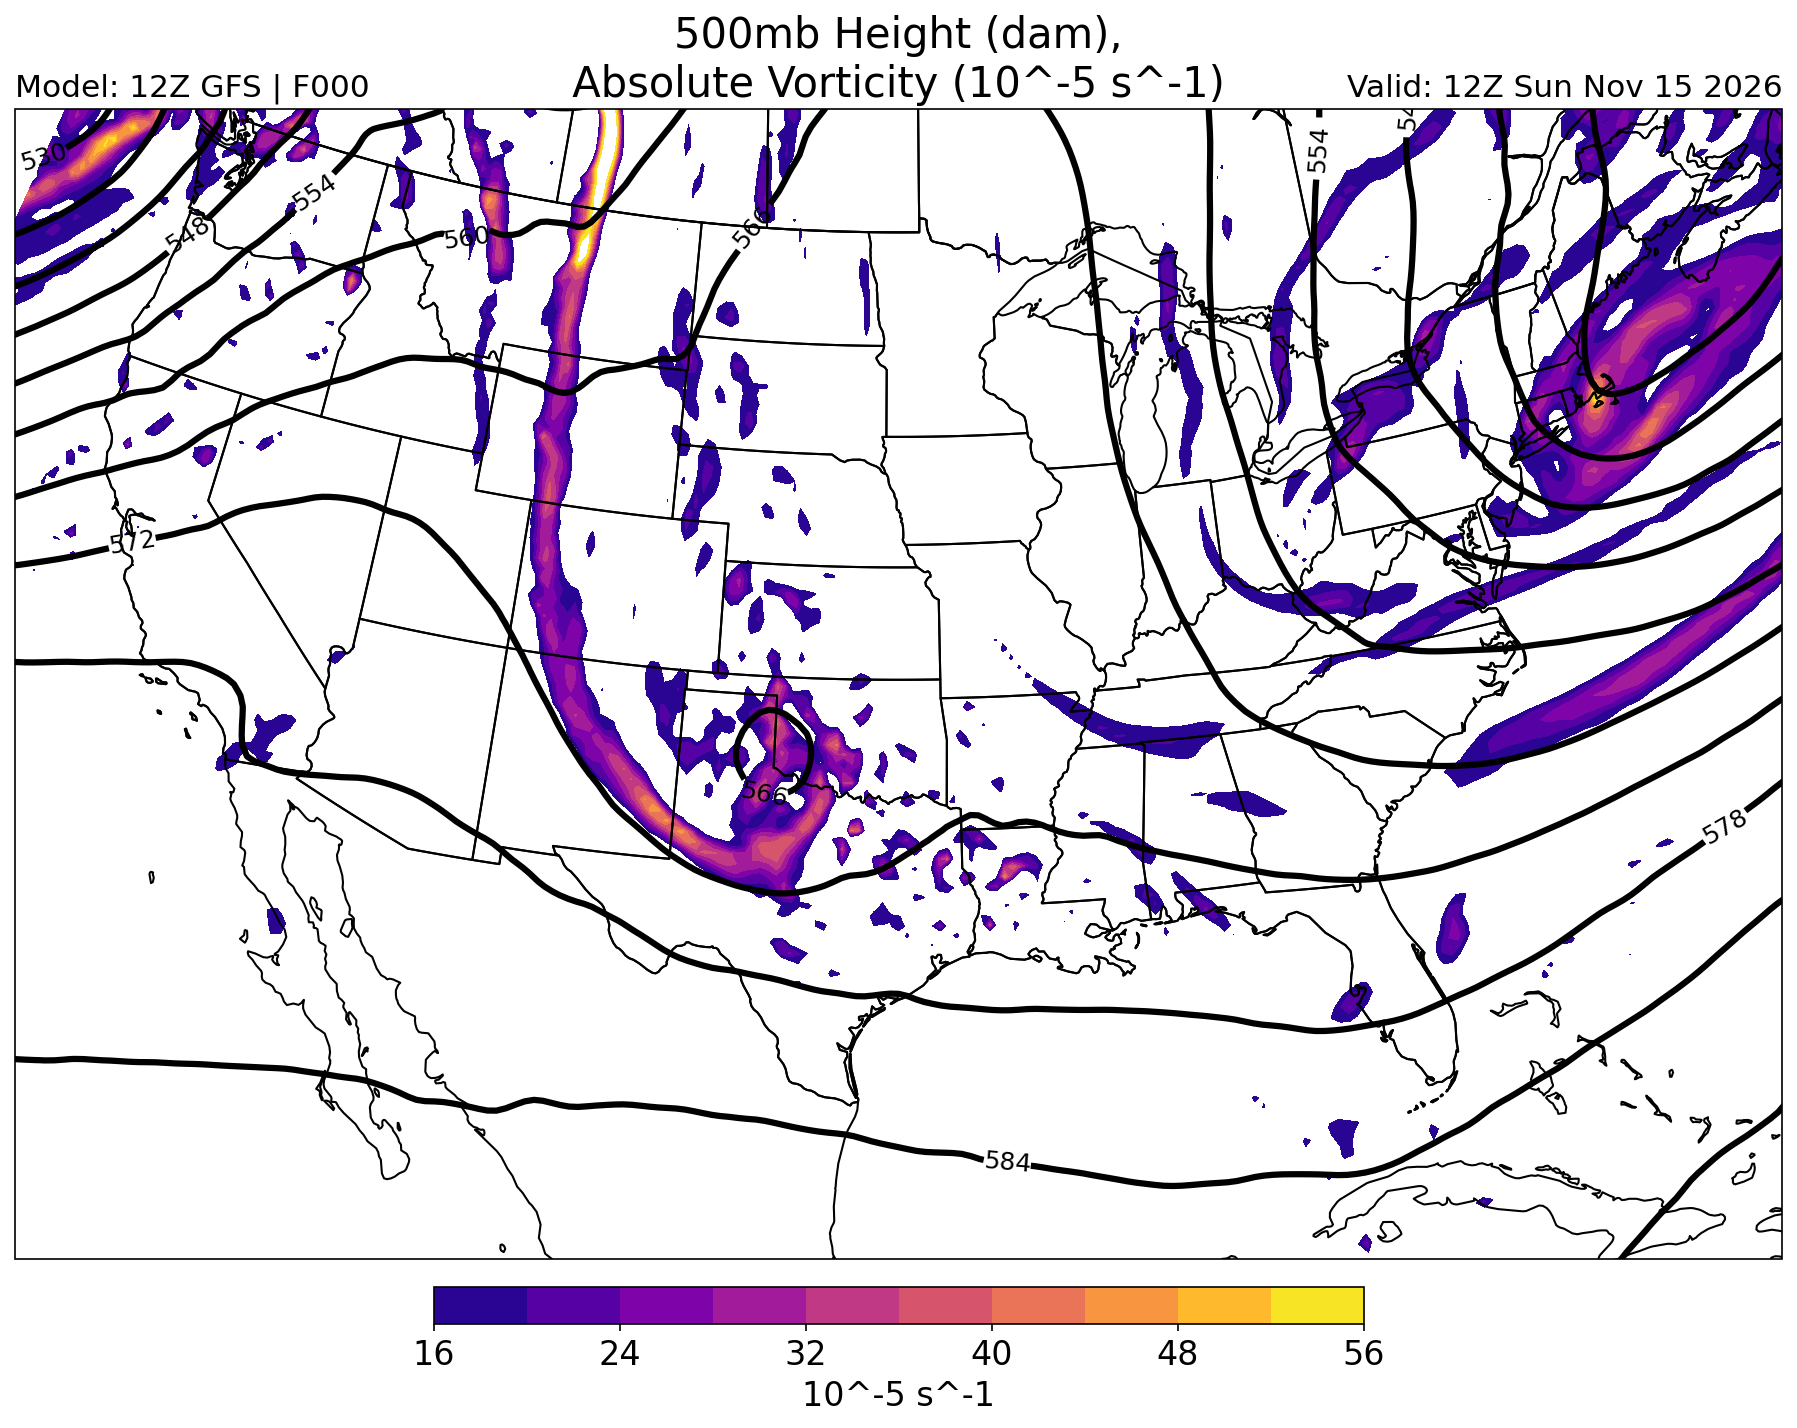 500mb Height (dam),
Absolute Vorticity (10^-5 s^-1)
Model: 12Z GFS | F000
Valid: 12Z Sun Nov 15 2026
530
548
554
560
566
554
54
572
566
578
584
16 24 32 40 48 56
10^-5 s^-1